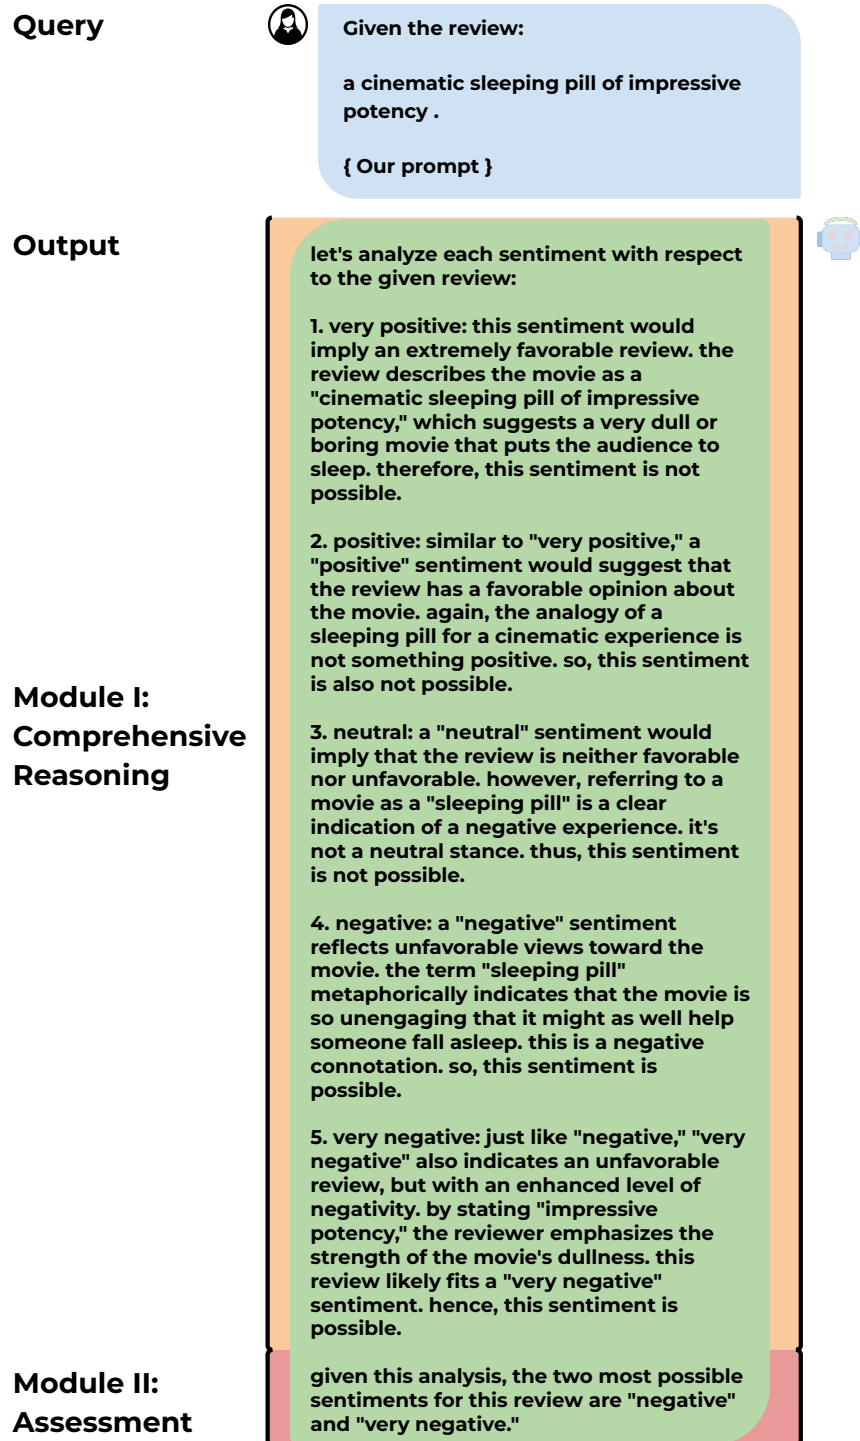 Query
Given the review:
a cinematic sleeping pill of impressive
potency .
{ Our prompt }
Output
let's analyze each sentiment with respect
to the given review:
1. very positive: this sentiment would
imply an extremely favorable review. the
review describes the movie as a
"cinematic sleeping pill of impressive
potency," which suggests a very dull or
boring movie that puts the audience to
sleep. therefore, this sentiment is not
possible.
2. positive: similar to "very positive," a
"positive" sentiment would suggest that
the review has a favorable opinion about
the movie. again, the analogy of a
sleeping pill for a cinematic experience is
not something positive. so, this sentiment
is also not possible.
Module I:
Comprehensive
Reasoning
3. neutral: a "neutral" sentiment would
imply that the review is neither favorable
nor unfavorable. however, referring to a
movie as a "sleeping pill" is a clear
indication of a negative experience. it's
not a neutral stance. thus, this sentiment
is not possible.
4. negative: a "negative" sentiment
reflects unfavorable views toward the
movie. the term "sleeping pill"
metaphorically indicates that the movie is
so unengaging that it might as well help
someone fall asleep. this is a negative
connotation. so, this sentiment is
possible.
5. very negative: just like "negative," "very
negative" also indicates an unfavorable
review, but with an enhanced level of
negativity. by stating "impressive
potency," the reviewer emphasizes the
strength of the movie's dullness. this
review likely fits a "very negative"
sentiment. hence, this sentiment is
possible.
Module II:
Assessment
given this analysis, the two most possible
sentiments for this review are "negative"
and "very negative."